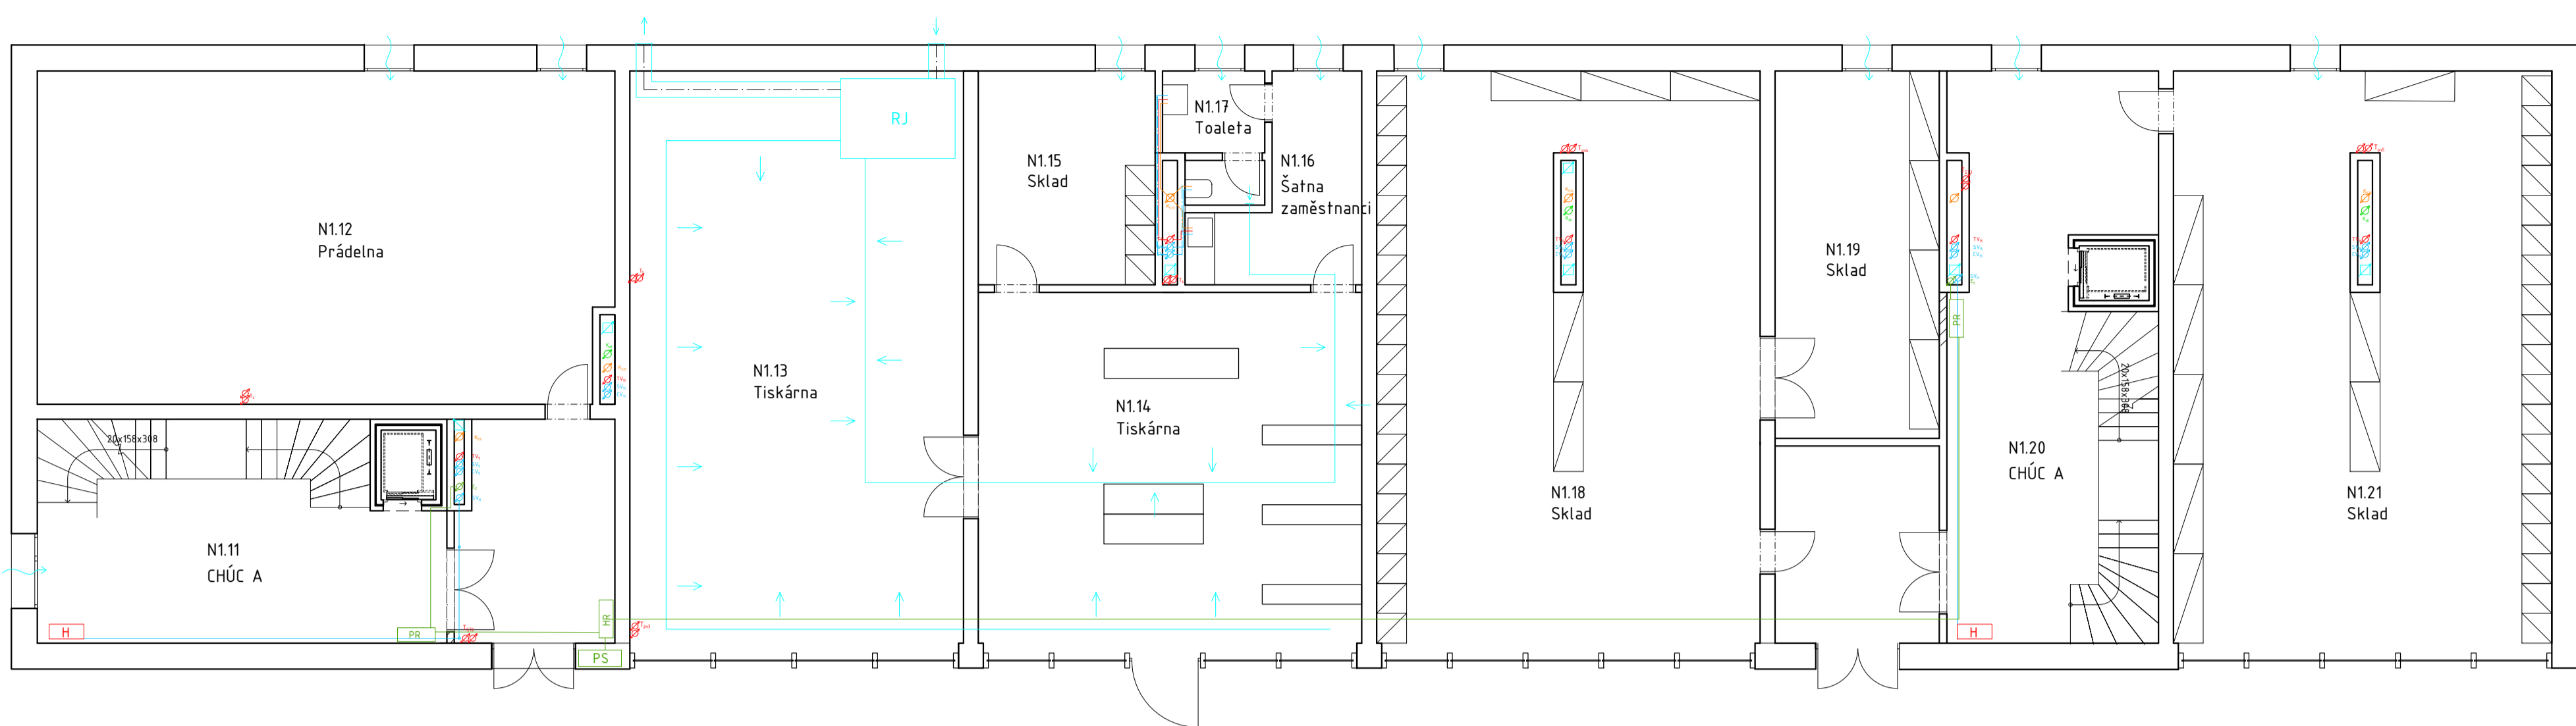 RJ
N1.12
Prádelna
N1.13
Tiskárna
N1.15
Sklad
N1.17
Toaleta
N1.16
Šatna
zaměstnanci
N1.14
Tiskárna
N1.18
Sklad
N1.19
Sklad
PR
20x158x308
N1.20
CHÚC A
N1.21
Sklad
20x158x308
N1.11
CHÚC A
H
PR
HR
PS
H